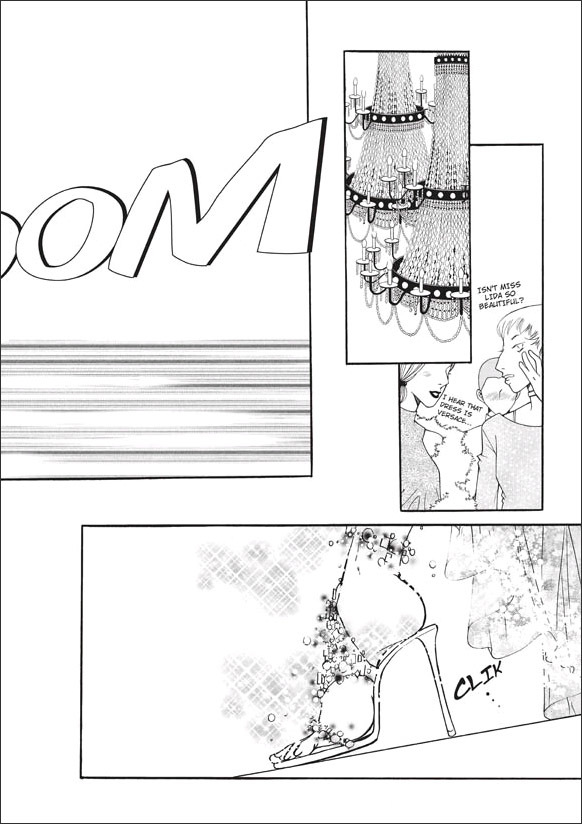 OOM
ISN'T MISS
LIDA SO
BEAUTIFUL?
I HEAR THAT
DRESS IS
VERSACE...
CLIK